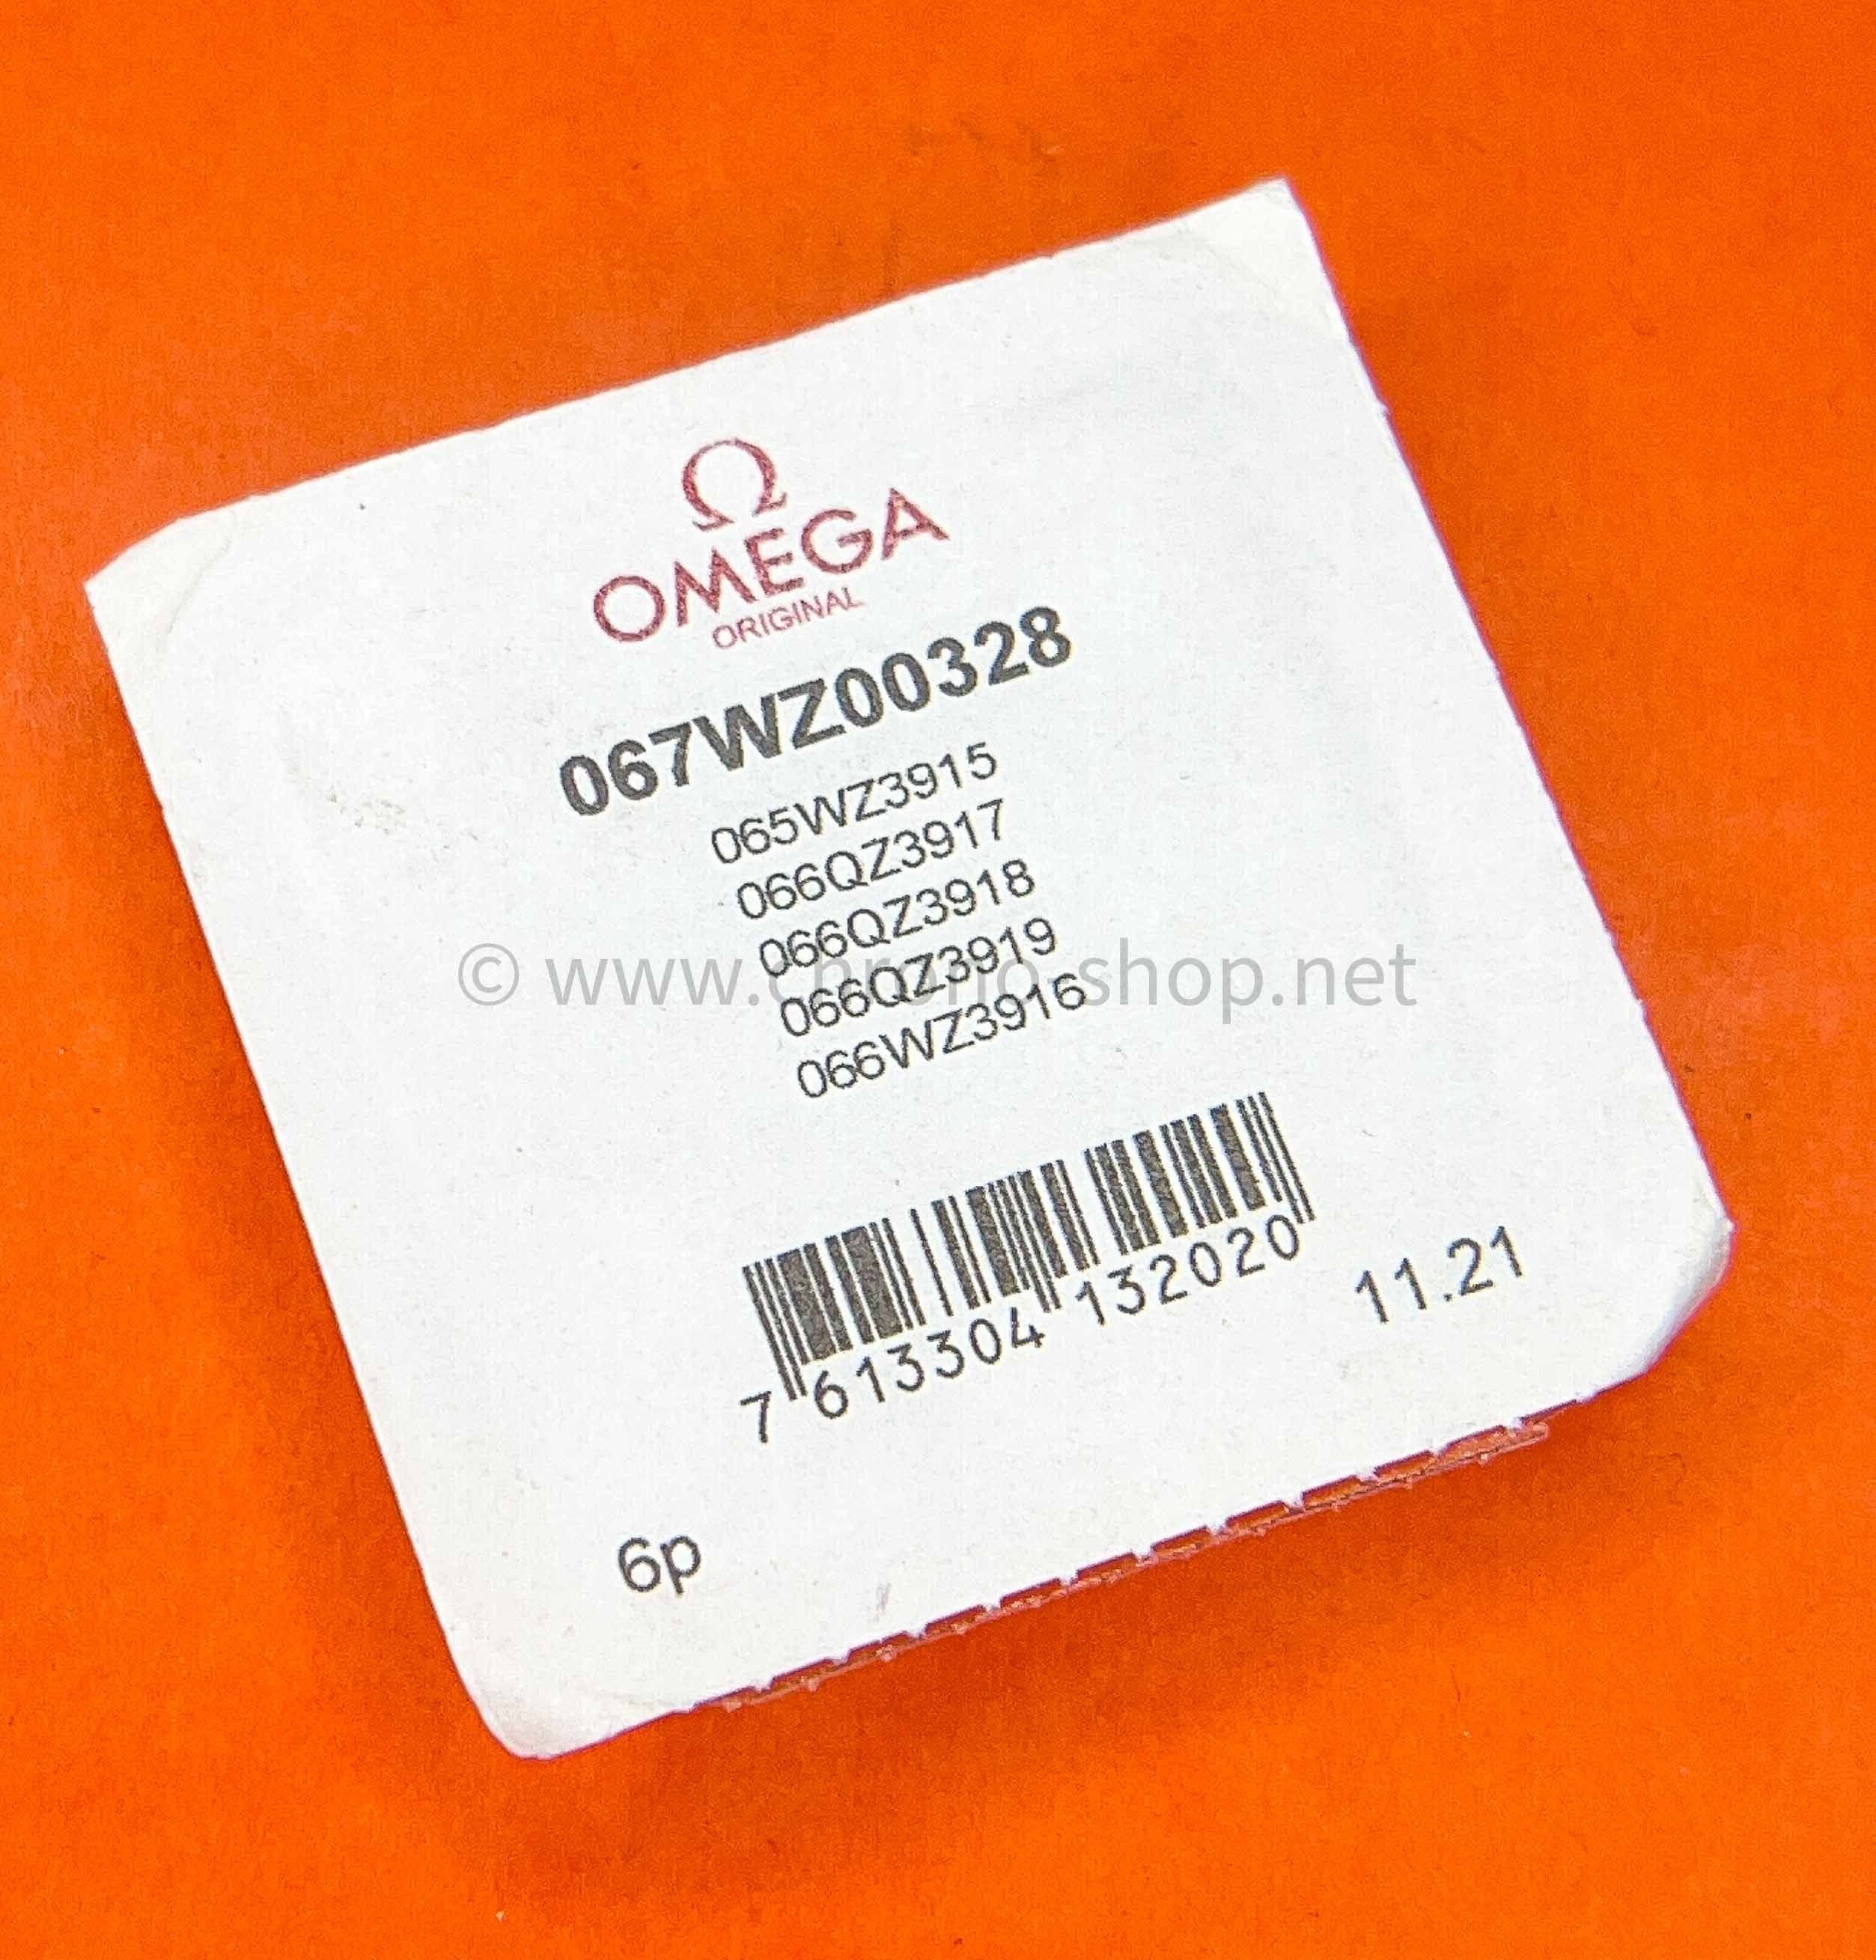 Ω
OMEGA
ORIGINAL
067WZ00328
065WZ3915
066QZ3917
066QZ3918
066QZ3919
066WZ3916
© www.chrono-shop.net
7 613304 132020
11.21
6p